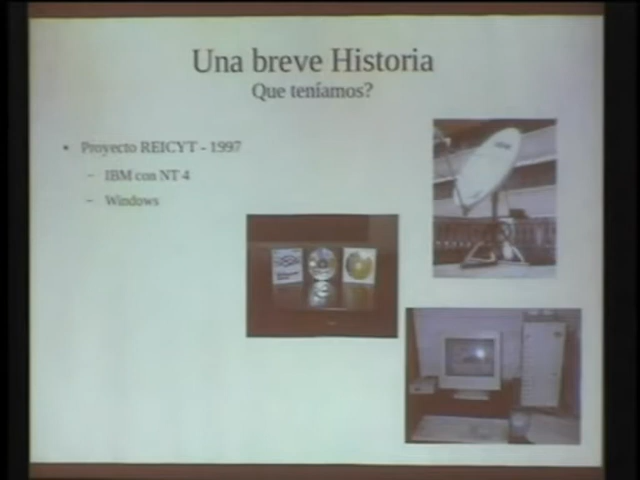 Una breve Historia
Que teníamos?
• Proyecto REICYT - 1997
– IBM con NT 4
– Windows